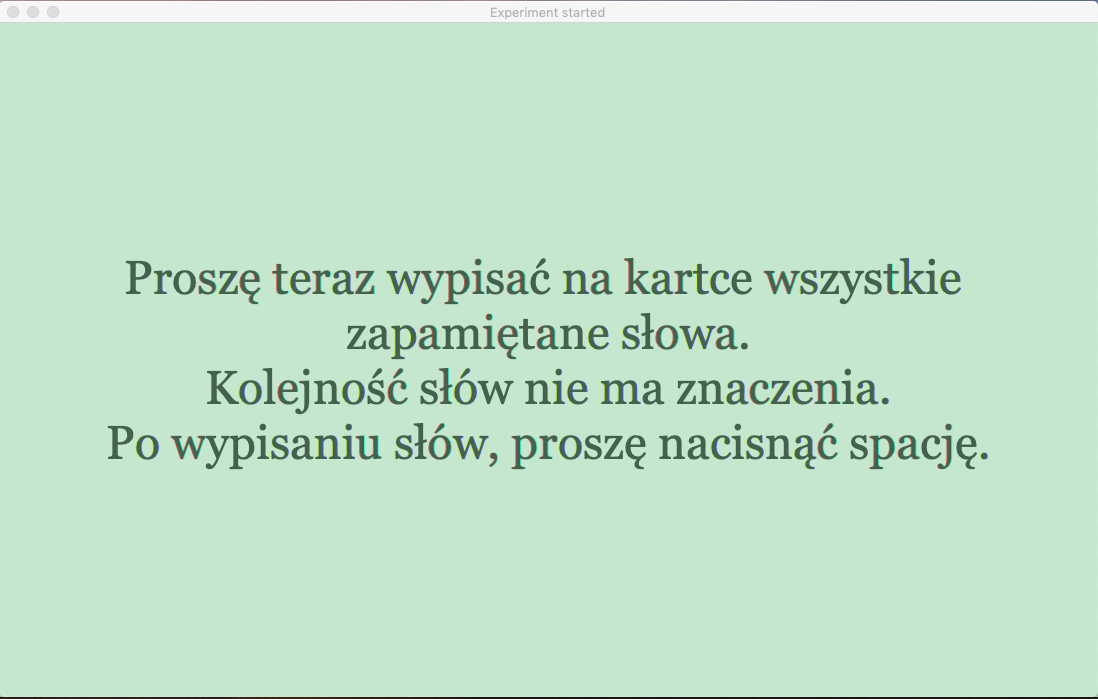 Experiment started
Proszę teraz wypisać na kartce wszystkie
zapamiętane słowa.
Kolejność słów nie ma znaczenia.
Po wypisaniu słów, proszę nacisnąć spację.